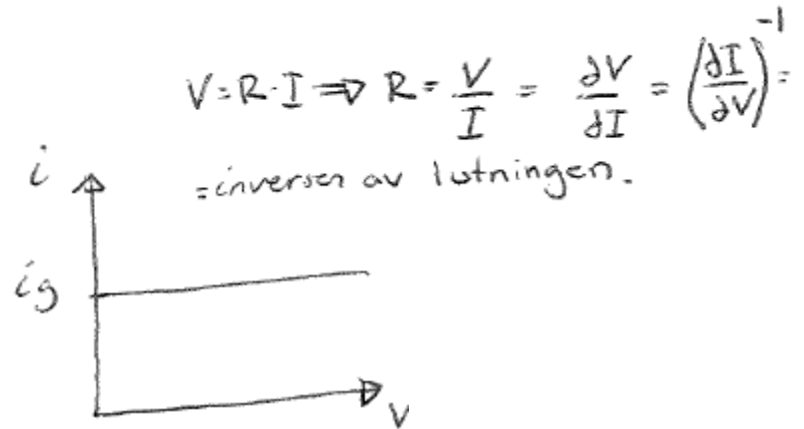 V = R·I ⇒ R = V/I = ∂V/∂I = (∂I/∂V)^-1 =
= inversen av lutningen.
i
ig
V